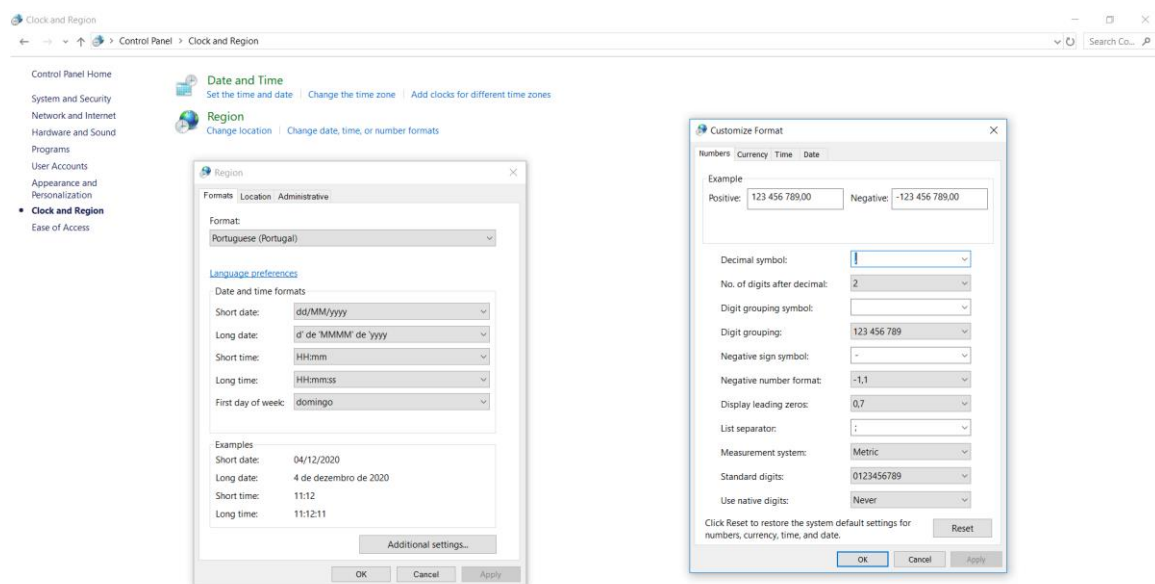 Clock and Region
Control Panel > Clock and Region
Search Co...
Control Panel Home
System and Security
Network and Internet
Hardware and Sound
Programs
User Accounts
Appearance and
Personalization
Clock and Region
Ease of Access
Date and Time
Set the time and date | Change the time zone | Add clocks for different time zones
Region
Change location | Change date, time, or number formats
Region
Formats Location Administrative
Format:
Portuguese (Portugal)
Language preferences
Date and time formats
Short date: dd/MM/yyyy
Long date: d' de 'MMMM' de 'yyyy
Short time: HH:mm
Long time: HH:mm:ss
First day of week: domingo
Examples
Short date: 04/12/2020
Long date: 4 de dezembro de 2020
Short time: 11:12
Long time: 11:12:11
Additional settings...
OK Cancel Apply
Customize Format
Numbers Currency Time Date
Example
Positive: 123 456 789,00 Negative: -123 456 789,00
Decimal symbol:
No. of digits after decimal: 2
Digit grouping symbol:
Digit grouping: 123 456 789
Negative sign symbol: -
Negative number format: -1,1
Display leading zeros: 0,7
List separator: ;
Measurement system: Metric
Standard digits: 0123456789
Use native digits: Never
Click Reset to restore the system default settings for
numbers, currency, time, and date.
Reset
OK Cancel Apply